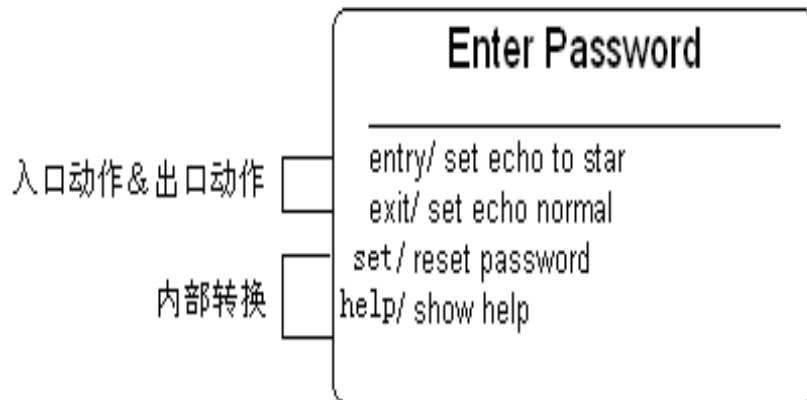 Enter Password
入口动作&出口动作
entry/ set echo to star
exit/ set echo normal
内部转换
set/ reset password
help/ show help